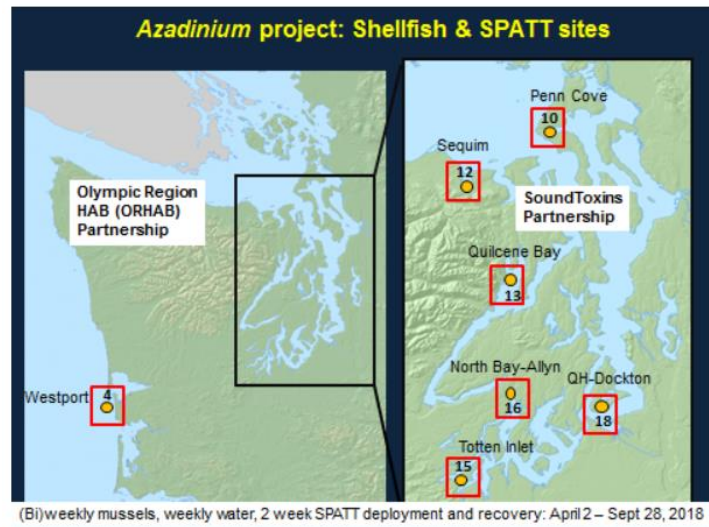 Azadinium project: Shellfish & SPATT sites
Olympic Region
HAB (ORHAB)
Partnership
Westport
4
Penn Cove
10
Sequim
12
SoundToxins
Partnership
Quilcene Bay
13
North Bay-Allyn
16
QH-Dockton
18
Totten Inlet
15
(Bi)weekly mussels, weekly water, 2 week SPATT deployment and recovery: April 2 – Sept 28, 2018